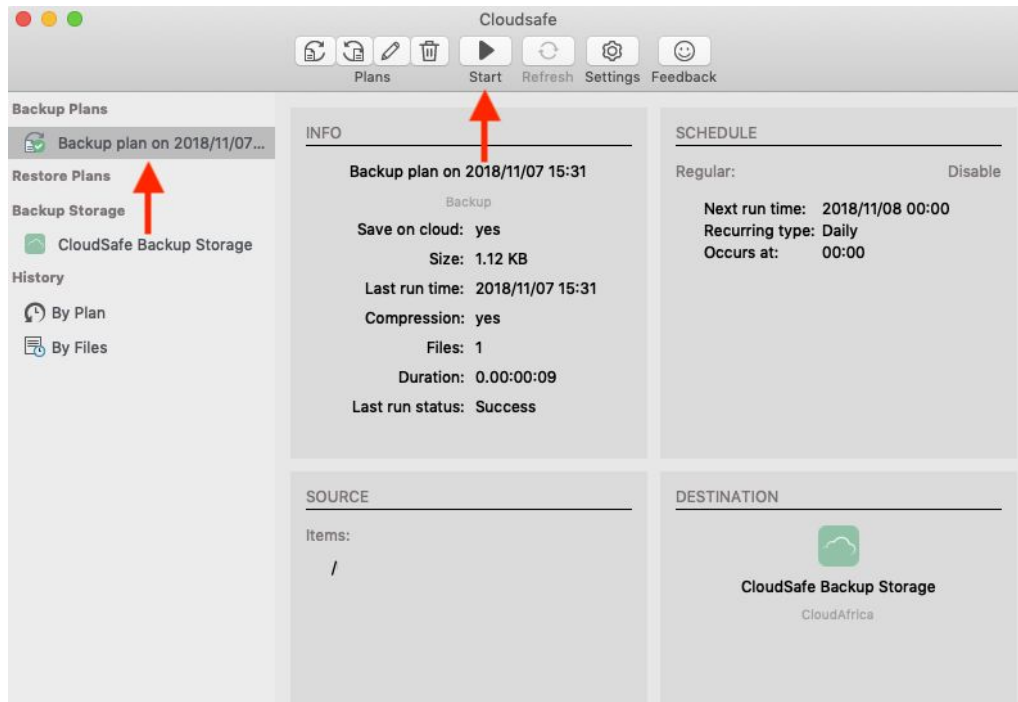 Cloudsafe
Plans
Start
Refresh
Settings
Feedback
Backup Plans
Backup plan on 2018/11/07...
Restore Plans
Backup Storage
CloudSafe Backup Storage
History
By Plan
By Files
INFO
Backup plan on 2018/11/07 15:31
Backup
Save on cloud: yes
Size: 1.12 KB
Last run time: 2018/11/07 15:31
Compression: yes
Files: 1
Duration: 0.00:00:09
Last run status: Success
SCHEDULE
Regular: Disable
Next run time: 2018/11/08 00:00
Recurring type: Daily
Occurs at: 00:00
SOURCE
Items:
/
DESTINATION
CloudSafe Backup Storage
CloudAfrica